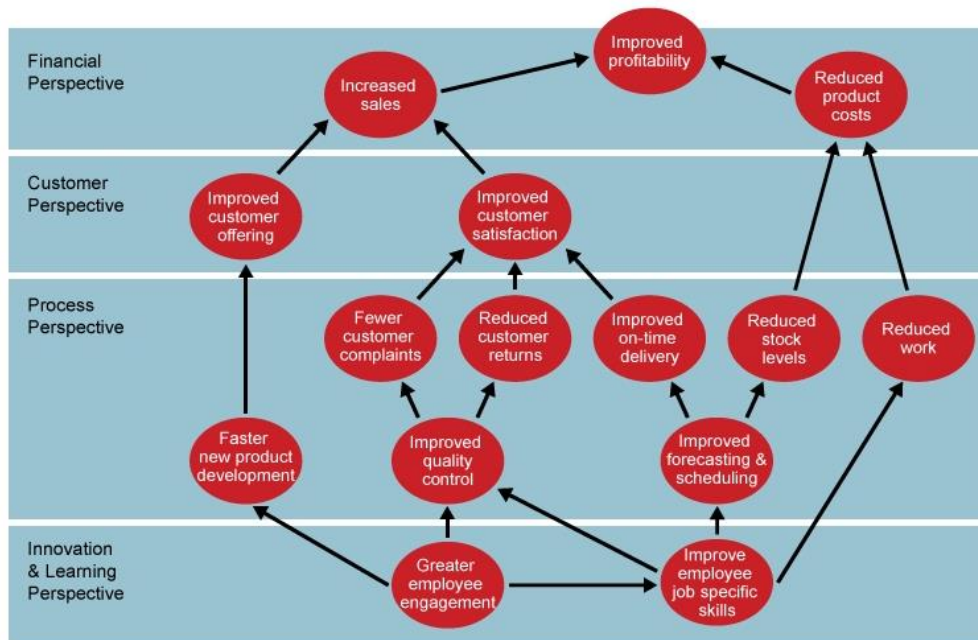 Financial
Perspective
Improved
profitability
Increased
sales
Reduced
product
costs
Customer
Perspective
Improved
customer
offering
Improved
customer
satisfaction
Process
Perspective
Fewer
customer
complaints
Reduced
customer
returns
Improved
on-time
delivery
Reduced
stock
levels
Reduced
work
Faster
new product
development
Improved
quality
control
Improved
forecasting &
scheduling
Innovation
& Learning
Perspective
Greater
employee
engagement
Improve
employee
job specific
skills